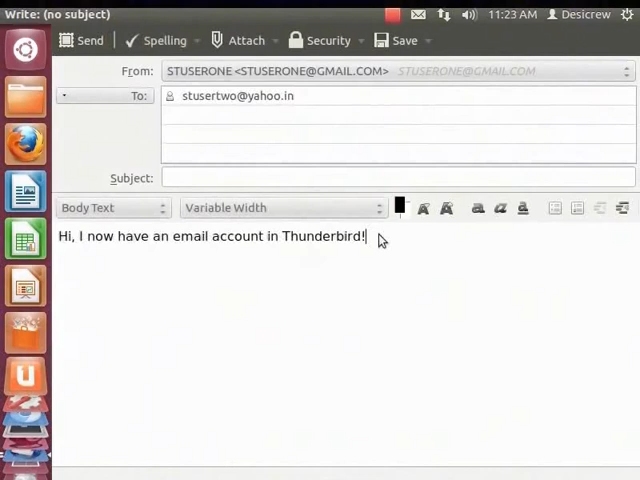 Write: (no subject)
11:23 AM
Desicrew
Send
Spelling
Attach
Security
Save
From:
STUSERONE <STUSERONE@GMAIL.COM>
STUSERONE@GMAIL.COM
To:
stusertwo@yahoo.in
Subject:
Body Text
Variable Width
Hi, I now have an email account in Thunderbird!